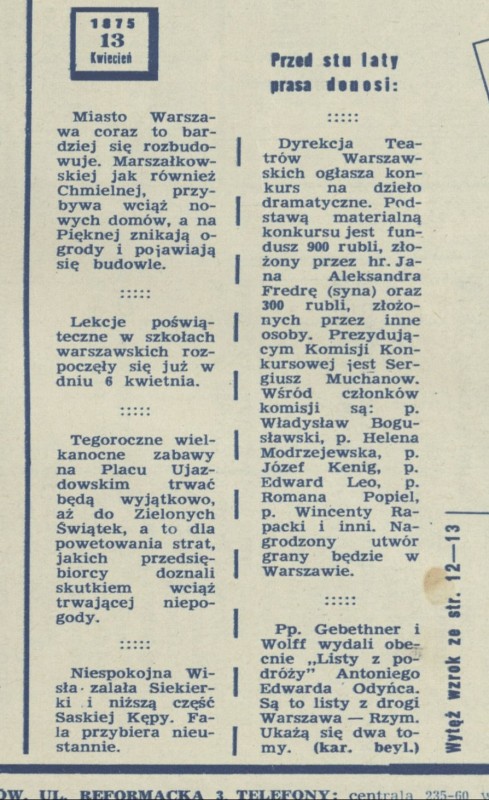 1875
13
Kwiecień
Miasto Warsza-
wa coraz to bar-
dziej się rozbudo-
wuje. Marszałkow-
skiej jak również
Chmielnej, przy-
bywa wciąż no-
wych domów, a na
Pięknej znikają o-
grody i pojawiają
się budowle.
:::::
Lekcje poświą-
teczne w szkołach
warszawskich roz-
poczęły się już w
dniu 6 kwietnia.
:::::
Tegoroczne wiel-
kanocne zabawy
na Placu Ujaz-
dowskim trwać
będą wyjątkowo,
aż do Zielonych
Świątek, a to dla
powetowania strat,
jakich przedsię-
biorcy doznali
skutkiem wciąż
trwającej niepo-
gody.
:::::
Niespokojna Wi-
sła zalała Siekier-
ki i niższą część
Saskiej Kępy. Fa-
la przybiera nieu-
stannie.
Przed stu laty
prasa donosi:
:::::
Dyrekcja Tea-
trów Warszaw-
skich ogłasza kon-
kurs na dzieło
dramatyczne. Pod-
stawą materialną
konkursu jest fun-
dusz 900 rubli, zło-
żony przez hr. Ja-
na Aleksandra
Fredrę (syna) oraz
300 rubli, złożo-
nych przez inne
osoby. Prezydują-
cym Komisji Kon-
kursowej jest Ser-
giusz Muchanow.
Wśród członków
komisji są: p.
Władysław Bogu-
sławski, p. Helena
Modrzejewska, p.
Józef Kenig, p.
Edward Leo, p.
Romana Popiel,
p. Wincenty Ra-
packi i inni. Na-
grodzony utwór
grany będzie w
Warszawie.
:::::
Pp. Gebethner i
Wolff wydali obe-
cnie „Listy z po-
dróży” Antoniego
Edwarda Odyńca.
Są to listy z drogi
Warszawa — Rzym.
Ukażą się dwa to-
my. (kar. beyl.)
Wytęż wzrok ze str. 12—13
UL. REFORMACKA 3. TELEFONY: centrala 235-60